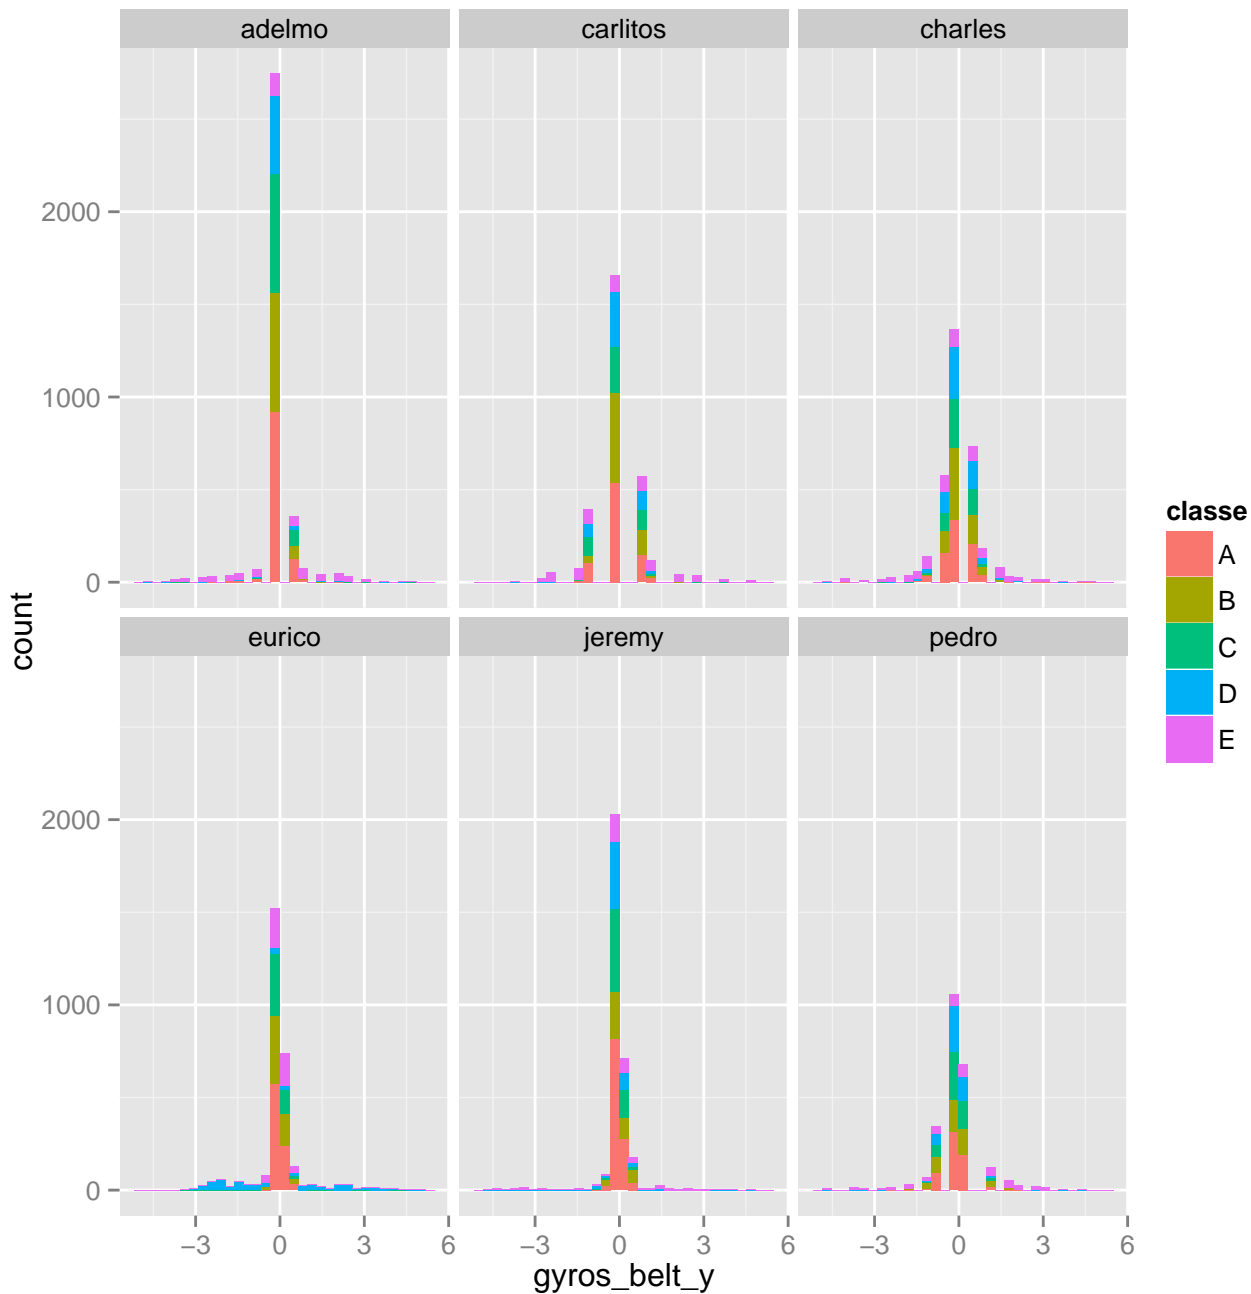 adelmo carlitos charles
2000
1000
0
count
eurico jeremy pedro
2000
1000
0
−3 0 3 6 −3 0 3 6 −3 0 3 6
gyros_belt_y
classe
A
B
C
D
E